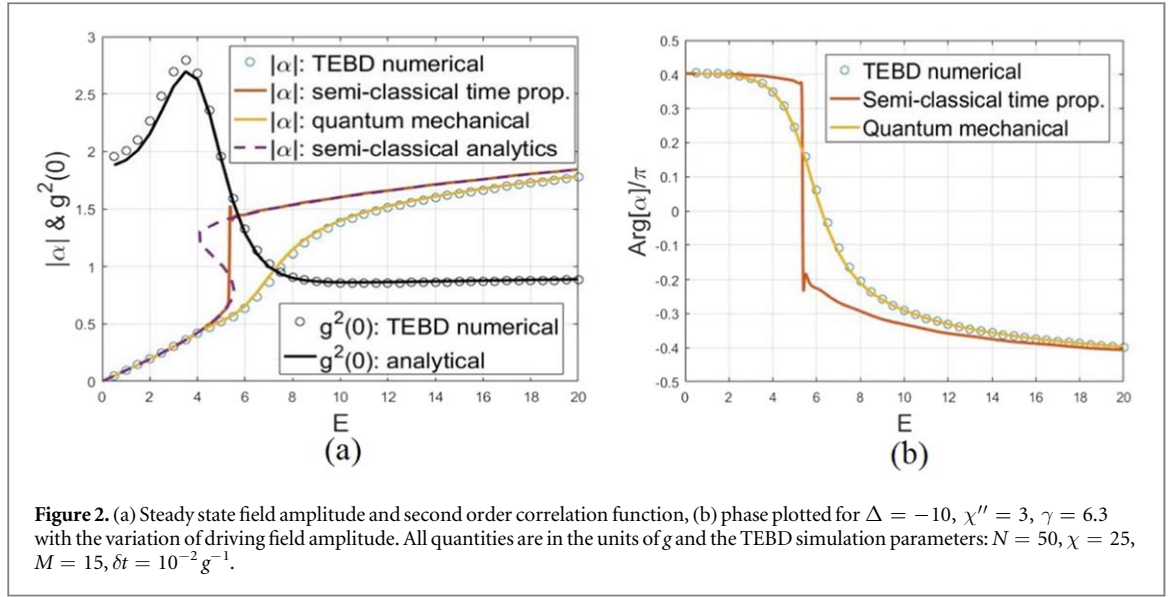 3
2.5
2
1.5
1
0.5
0
|α| & g²(0)
|α|: TEBD numerical
|α|: semi-classical time prop.
|α|: quantum mechanical
|α|: semi-classical analytics
g²(0): TEBD numerical
g²(0): analytical
0 2 4 6 8 10 12 14 16 18 20
E
(a)
0.5
0.4
0.3
0.2
0.1
0
-0.1
-0.2
-0.3
-0.4
-0.5
Arg[α]/π
TEBD numerical
Semi-classical time prop.
Quantum mechanical
0 2 4 6 8 10 12 14 16 18 20
E
(b)
Figure 2. (a) Steady state field amplitude and second order correlation function, (b) phase plotted for Δ = −10, χ″ = 3, γ = 6.3
with the variation of driving field amplitude. All quantities are in the units of g and the TEBD simulation parameters: N = 50, χ = 25,
M = 15, δt = 10⁻² g⁻¹.